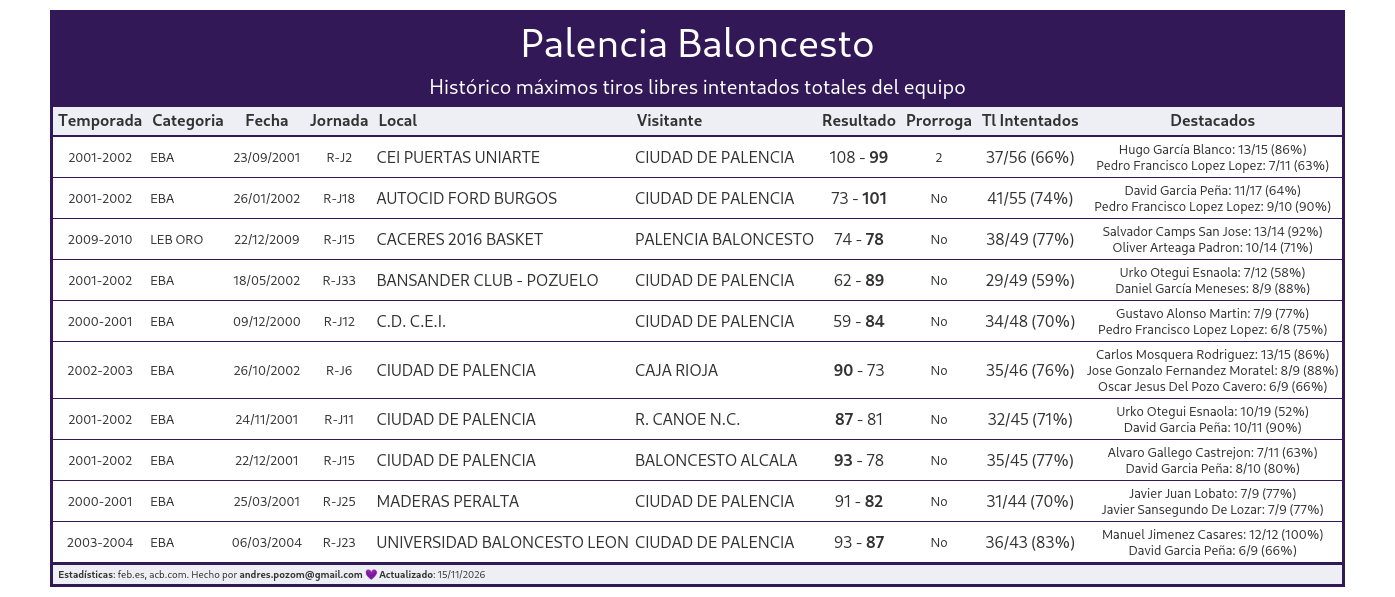 Palencia Baloncesto
Histórico máximos tiros libres intentados totales del equipo
Temporada Categoria Fecha Jornada Local Visitante Resultado Prorroga Tl Intentados Destacados
2001-2002 EBA 23/09/2001 R-J2 CEI PUERTAS UNIARTE CIUDAD DE PALENCIA 108 - 99 2 37/56 (66%) Hugo García Blanco: 13/15 (86%)
Pedro Francisco Lopez Lopez: 7/11 (63%)
2001-2002 EBA 26/01/2002 R-J18 AUTOCID FORD BURGOS CIUDAD DE PALENCIA 73 - 101 No 41/55 (74%) David Garcia Peña: 11/17 (64%)
Pedro Francisco Lopez Lopez: 9/10 (90%)
2009-2010 LEB ORO 22/12/2009 R-J15 CACERES 2016 BASKET PALENCIA BALONCESTO 74 - 78 No 38/49 (77%) Salvador Camps San Jose: 13/14 (92%)
Oliver Arteaga Padron: 10/14 (71%)
2001-2002 EBA 18/05/2002 R-J33 BANSANDER CLUB - POZUELO CIUDAD DE PALENCIA 62 - 89 No 29/49 (59%) Urko Otegui Esnaola: 7/12 (58%)
Daniel García Meneses: 8/9 (88%)
2000-2001 EBA 09/12/2000 R-J12 C.D. C.E.I. CIUDAD DE PALENCIA 59 - 84 No 34/48 (70%) Gustavo Alonso Martin: 7/9 (77%)
Pedro Francisco Lopez Lopez: 6/8 (75%)
2002-2003 EBA 26/10/2002 R-J6 CIUDAD DE PALENCIA CAJA RIOJA 90 - 73 No 35/46 (76%) Carlos Mosquera Rodriguez: 13/15 (86%)
Jose Gonzalo Fernandez Moratel: 8/9 (88%)
Oscar Jesus Del Pozo Cavero: 6/9 (66%)
2001-2002 EBA 24/11/2001 R-J11 CIUDAD DE PALENCIA R. CANOE N.C. 87 - 81 No 32/45 (71%) Urko Otegui Esnaola: 10/19 (52%)
David Garcia Peña: 10/11 (90%)
2001-2002 EBA 22/12/2001 R-J15 CIUDAD DE PALENCIA BALONCESTO ALCALA 93 - 78 No 35/45 (77%) Alvaro Gallego Castrejon: 7/11 (63%)
David Garcia Peña: 8/10 (80%)
2000-2001 EBA 25/03/2001 R-J25 MADERAS PERALTA CIUDAD DE PALENCIA 91 - 82 No 31/44 (70%) Javier Juan Lobato: 7/9 (77%)
Javier Sansegundo De Lozar: 7/9 (77%)
2003-2004 EBA 06/03/2004 R-J23 UNIVERSIDAD BALONCESTO LEON CIUDAD DE PALENCIA 93 - 87 No 36/43 (83%) Manuel Jimenez Casares: 12/12 (100%)
David Garcia Peña: 6/9 (66%)
Estadísticas: feb.es, acb.com. Hecho por andres.pozom@gmail.com 💜 Actualizado: 15/11/2026